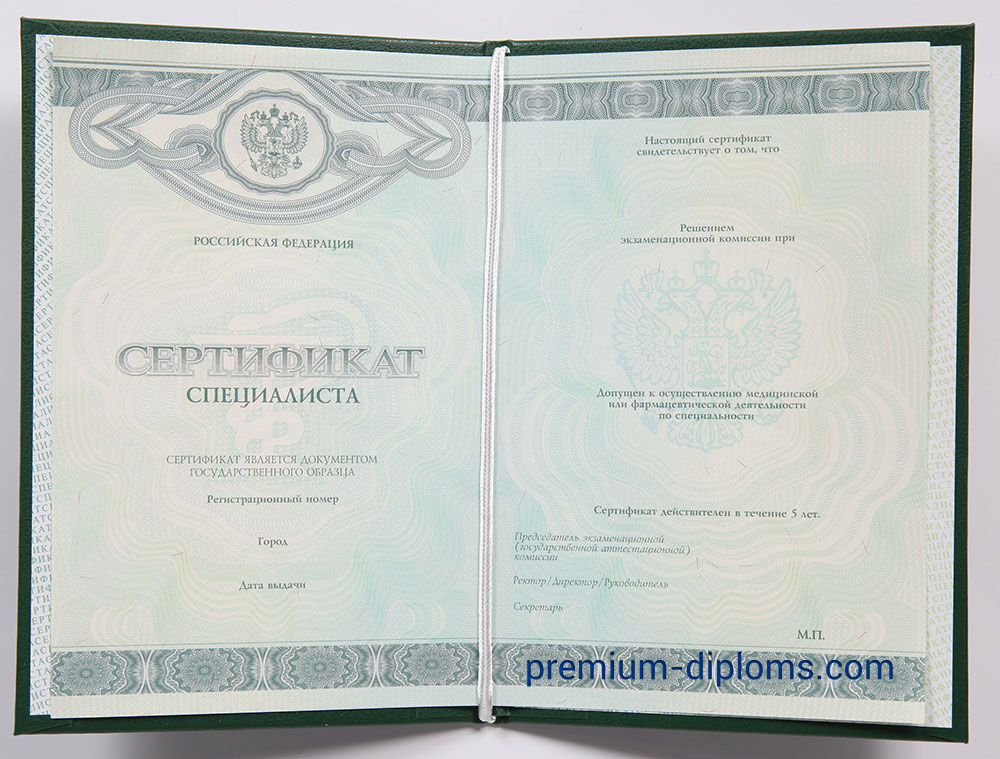 РОССИЙСКАЯ ФЕДЕРАЦИЯ
СЕРТИФИКАТ
СПЕЦИАЛИСТА
СЕРТИФИКАТ ЯВЛЯЕТСЯ ДОКУМЕНТОМ
ГОСУДАРСТВЕННОГО ОБРАЗЦА
Регистрационный номер
Город
Дата выдачи
Настоящий сертификат
свидетельствует о том, что
Решением
экзаменационной комиссии при
Допущен к осуществлению медицинской
или фармацевтической деятельности
по специальности
Сертификат действителен в течение 5 лет.
Председатель экзаменационной
(государственной аттестационной)
комиссии
Ректор/Директор/Руководитель
Секретарь
М.П.
premium-diploms.com